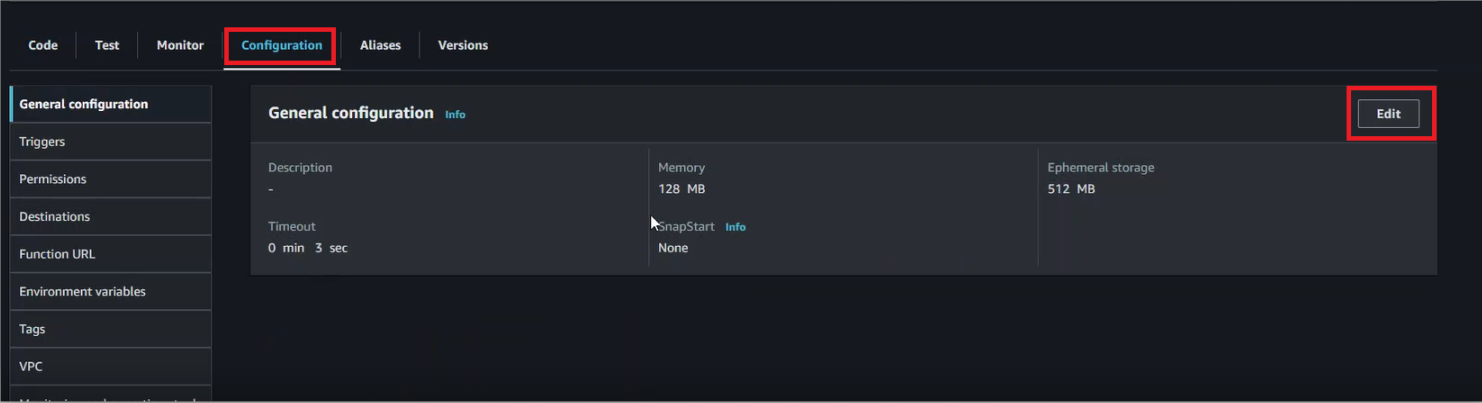 Code Test Monitor Configuration Aliases Versions
General configuration
Triggers
Permissions
Destinations
Function URL
Environment variables
Tags
VPC
General configuration Info
Edit
Description
-
Timeout
0 min 3 sec
Memory
128 MB
SnapStart Info
None
Ephemeral storage
512 MB